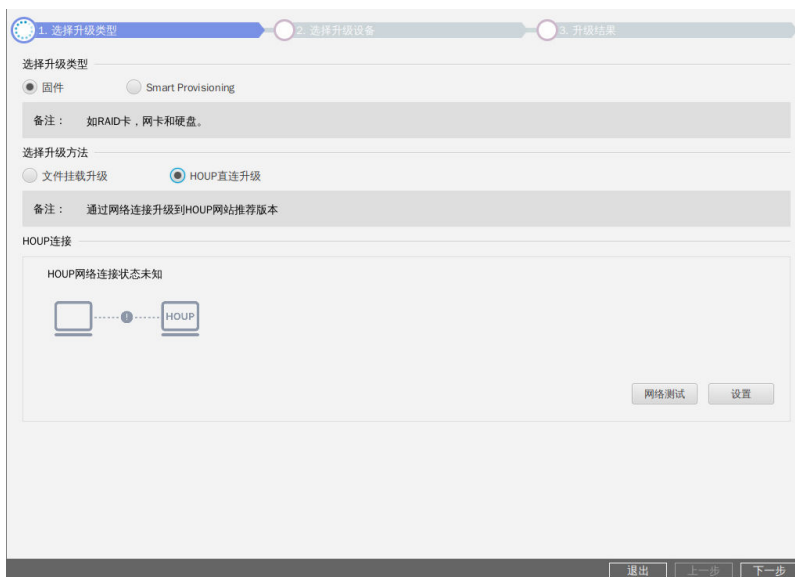 1. 选择升级类型
2. 选择升级设备
3. 升级结果
选择升级类型
固件 Smart Provisioning
备注： 如RAID卡，网卡和硬盘。
选择升级方法
文件挂载升级 HOUP直连升级
备注： 通过网络连接升级到HOUP网站推荐版本
HOUP连接
HOUP网络连接状态未知
! HOUP
网络测试 设置
退出 上一步 下一步